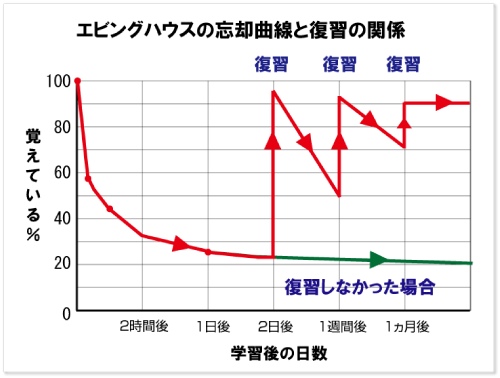 エビングハウスの忘却曲線と復習の関係
復習 復習 復習
100
80
60
40
20
0
覚えている%
復習しなかった場合
2時間後 1日後 2日後 1週間後 1ヵ月後
学習後の日数